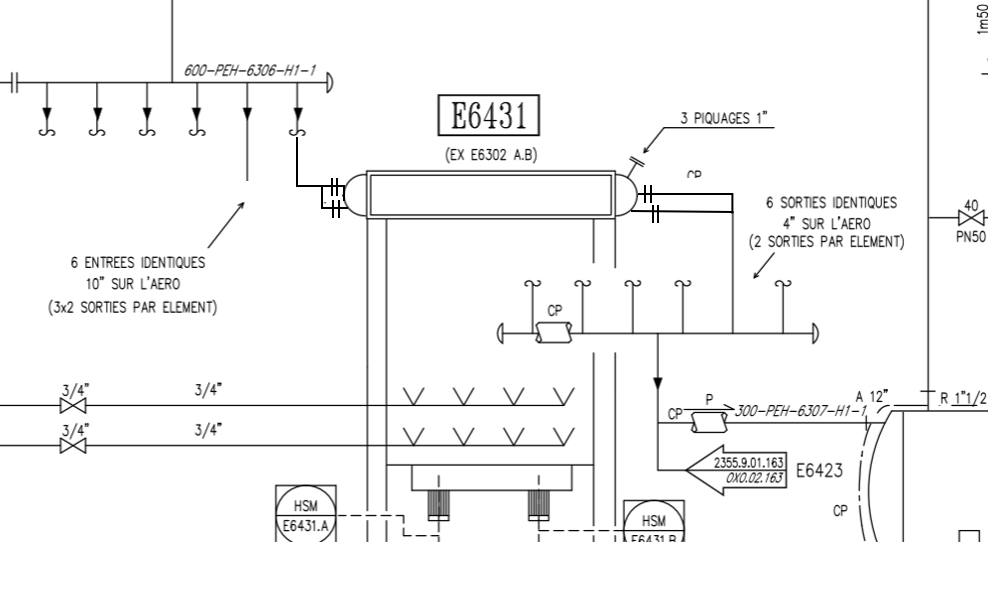 1m50
600-PEH-6306-H1-1
E6431
(EX E6302 A.B)
3 PIQUAGES 1"
CP
6 SORTIES IDENTIQUES
4" SUR L'AERO
(2 SORTIES PAR ELEMENT)
40
PN50
6 ENTREES IDENTIQUES
10" SUR L'AERO
(3x2 SORTIES PAR ELEMENT)
CP
3/4" 3/4"
3/4" 3/4"
P
CP 300-PEH-6307-H1-1
A 12"
R 1"1/2
2355.9.01.163
OXO.02.163
E6423
CP
HSM
E6431.A
HSM
E6431.B